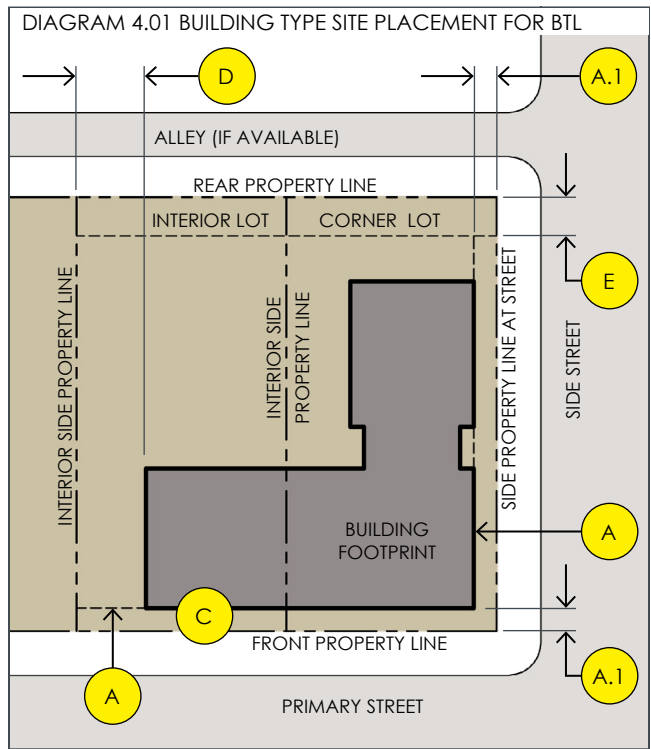 DIAGRAM 4.01 BUILDING TYPE SITE PLACEMENT FOR BTL
D
A.1
ALLEY (IF AVAILABLE)
REAR PROPERTY LINE
INTERIOR LOT
CORNER LOT
E
INTERIOR SIDE PROPERTY LINE
INTERIOR SIDE
PROPERTY LINE
SIDE PROPERTY LINE AT STREET
SIDE STREET
BUILDING
FOOTPRINT
A
C
FRONT PROPERTY LINE
A
A.1
PRIMARY STREET